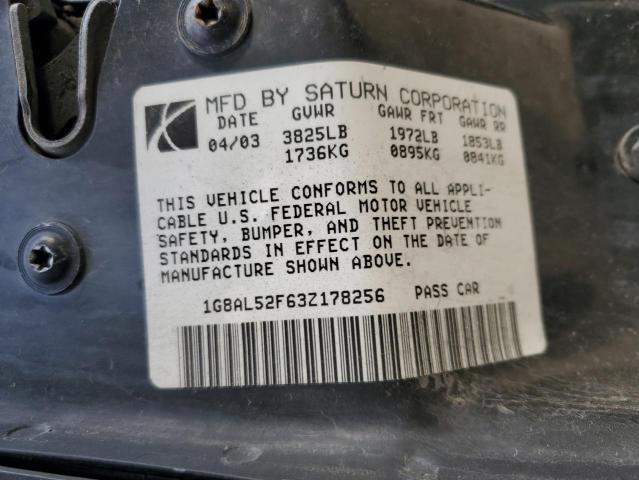 MFD BY SATURN CORPORATION
DATE GVWR GAWR FRT GAWR RR
04/03 3825LB 1972LB 1853LB
1736KG 0895KG 0841KG
THIS VEHICLE CONFORMS TO ALL APPLI-
CABLE U.S. FEDERAL MOTOR VEHICLE
SAFETY, BUMPER, AND THEFT PREVENTION
STANDARDS IN EFFECT ON THE DATE OF
MANUFACTURE SHOWN ABOVE.
1G8AL52F63Z178256 PASS CAR